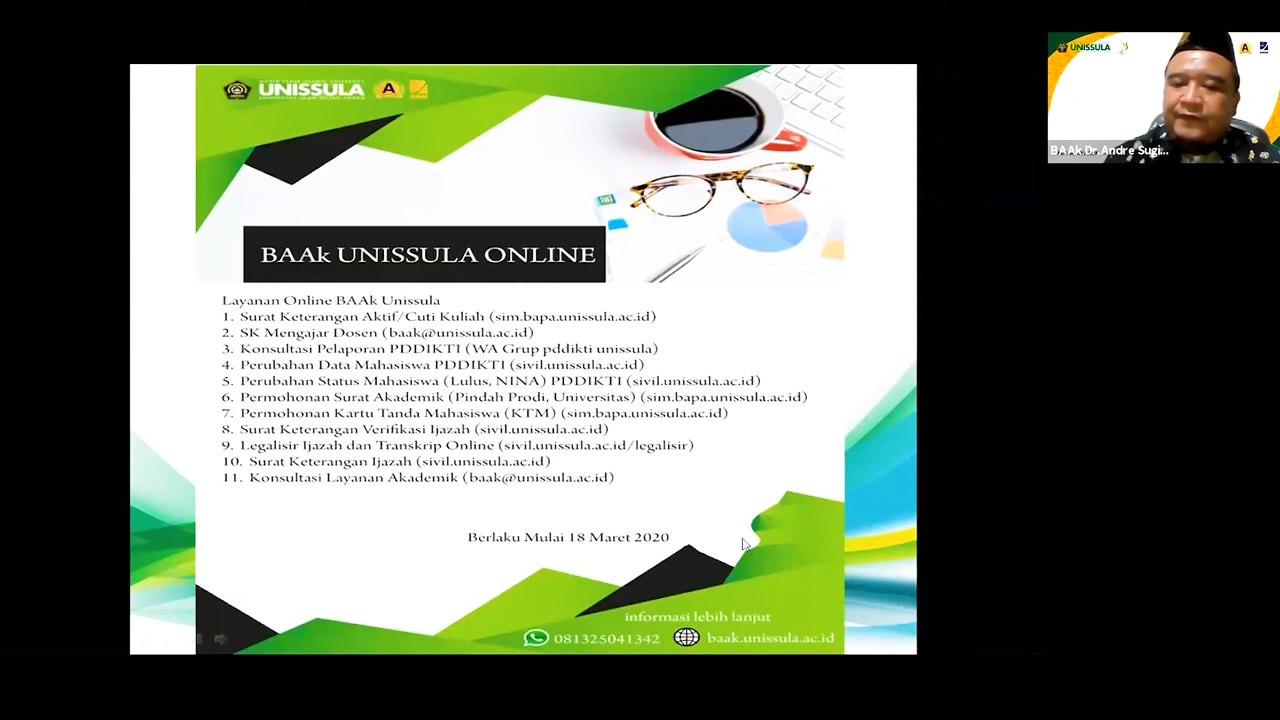 UNISSULA
A
BAAk UNISSULA ONLINE
Layanan Online BAAk Unissula
1. Surat Keterangan Aktif/Cuti Kuliah (sim.bapa.unissula.ac.id)
2. SK Mengajar Dosen (baak@unissula.ac.id)
3. Konsultasi Pelaporan PDDIKTI (WA Grup pddikti unissula)
4. Perubahan Data Mahasiswa PDDIKTI (sivil.unissula.ac.id)
5. Perubahan Status Mahasiswa (Lulus, NINA) PDDIKTI (sivil.unissula.ac.id)
6. Permohonan Surat Akademik (Pindah Prodi, Universitas) (sim.bapa.unissula.ac.id)
7. Permohonan Kartu Tanda Mahasiswa (KTM) (sim.bapa.unissula.ac.id)
8. Surat Keterangan Verifikasi Ijazah (sivil.unissula.ac.id)
9. Legalisir Ijazah dan Transkrip Online (sivil.unissula.ac.id/legalisir)
10. Surat Keterangan Ijazah (sivil.unissula.ac.id)
11. Konsultasi Layanan Akademik (baak@unissula.ac.id)
Berlaku Mulai 18 Maret 2020
informasi lebih lanjut
081325041342 baak.unissula.ac.id
UNISSULA
A
BAAk Dr.Andre Sugi...